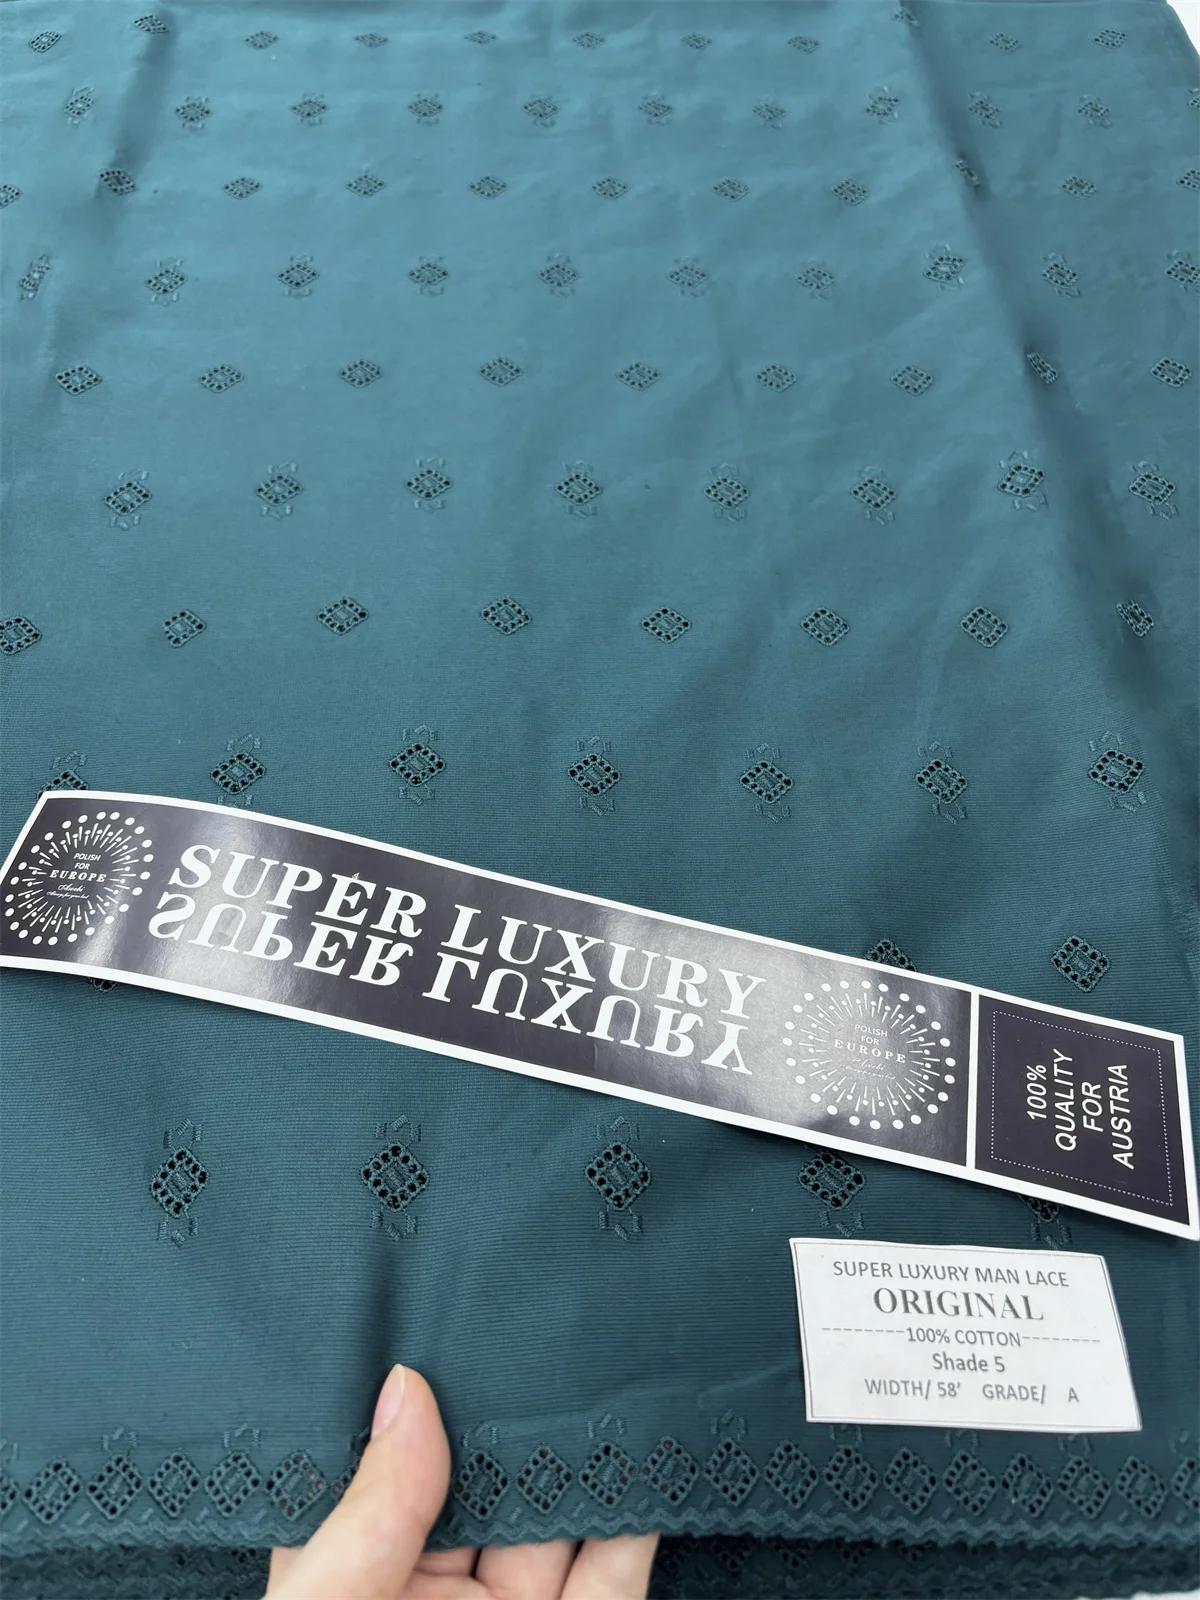 POLISH
FOR
EUROPE
SUPER LUXURY
SUPER LUXURY
POLISH
FOR
EUROPE
100%
QUALITY
FOR
AUSTRIA
SUPER LUXURY MAN LACE
ORIGINAL
--------100% COTTON--------
Shade 5
WIDTH/ 58' GRADE/ A